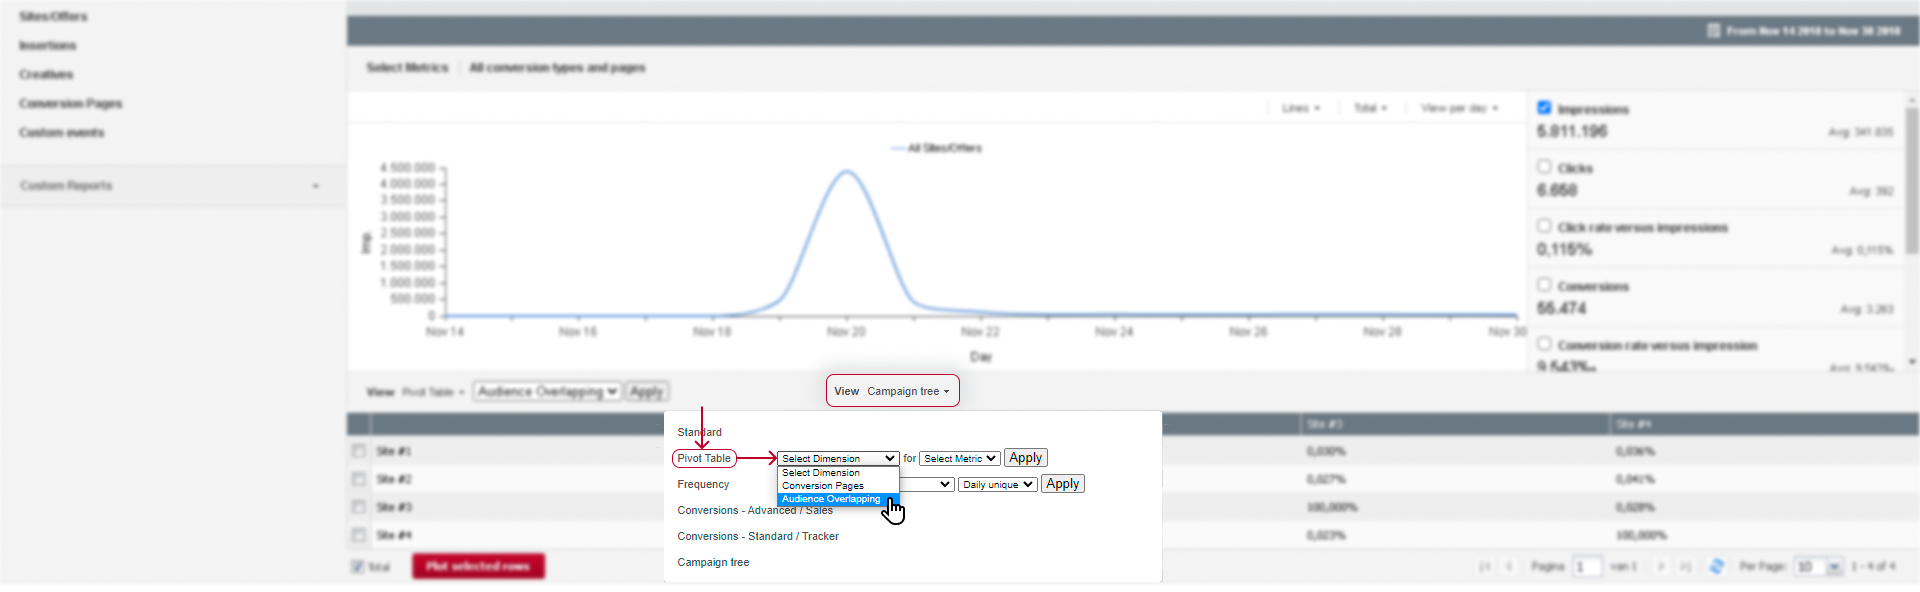 Sites/Offers
Insertions
Creatives
Conversion Pages
Custom events
Custom Reports
From Nov 14 2018 to Nov 30 2018
Select Metrics All conversion types and pages
Lines Total View per day
All Sites/Offers
Imp.
4.500.000
4.000.000
3.500.000
3.000.000
2.500.000
2.000.000
1.500.000
1.000.000
500.000
0
Nov 14 Nov 16 Nov 18 Nov 20 Nov 22 Nov 24 Nov 26 Nov 28 Nov 30
Day
Impressions
5.811.195 Avg: 341.835
Clicks
6.658 Avg: 392
Click rate versus impressions
0,115% Avg: 0,115%
Conversions
55.474 Avg: 3.263
Conversion rate versus impression
View Pivot Table Audience Overlapping Apply
View Campaign tree
Site #3 Site #4
Site #1 0,030% 0,036%
Site #2 0,027% 0,041%
Site #3 100,000% 0,028%
Site #4 0,023% 100,000%
Standard
Pivot Table Select Dimension for Select Metric Apply
Select Dimension
Conversion Pages
Audience Overlapping
Frequency Daily unique Apply
Conversions - Advanced / Sales
Conversions - Standard / Tracker
Campaign tree
Total Plot selected rows
Pagina 1 van 1 Per Page: 10 1 - 4 of 4